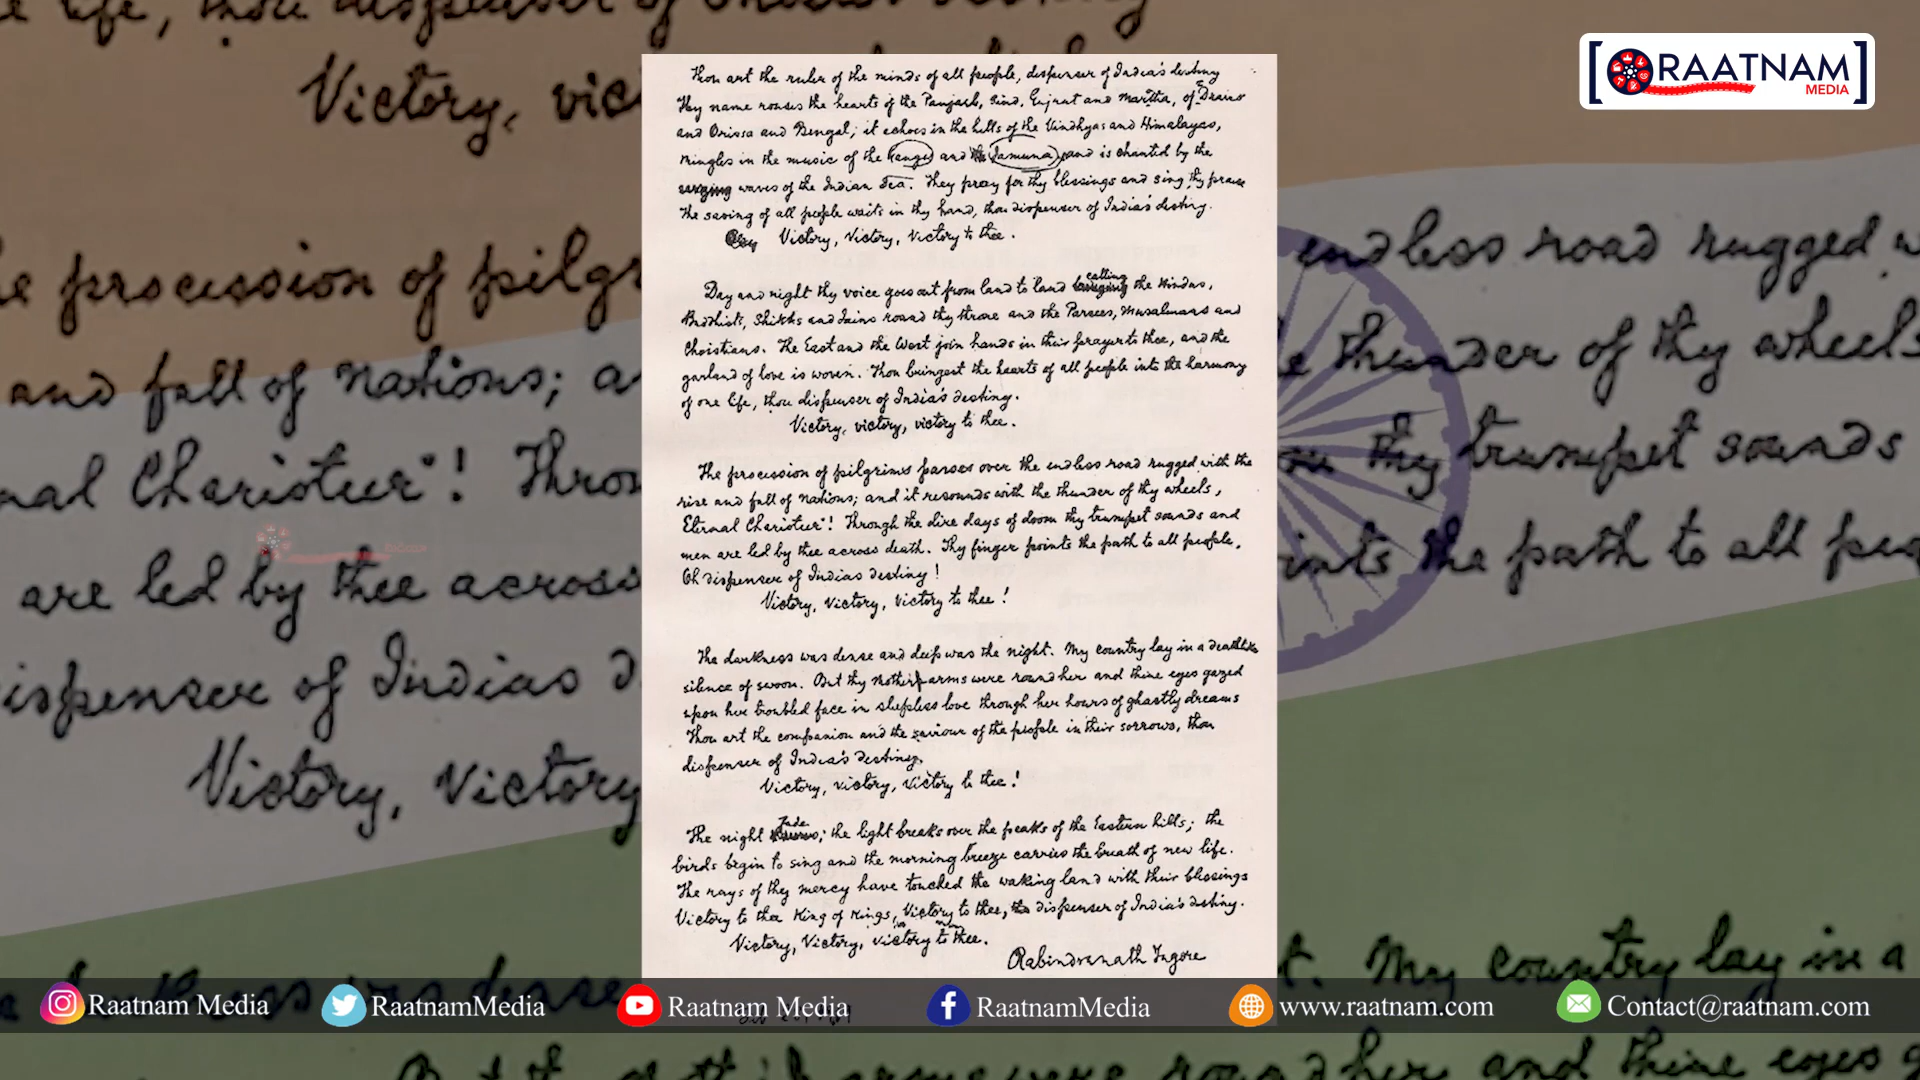 RAATNAM
MEDIA
Thou art the ruler of the minds of all people, dispenser of India's destiny
Thy name rouses the hearts of the Panjab, Sind, Gujrat and Maratha, of Dravid
and Orissa and Bengal; it echoes in the hills of the Vindhyas and Himalayas,
mingles in the music of the and the Jamuna and is chanted by the
waves of the Indian Sea. They pray for thy blessings and sing thy praise
The saving of all people waits in thy hand, thou dispenser of India's destiny.
Victory, Victory, Victory to thee.
Day and night thy voice goes out from land to land calling the Hindus,
Buddhists, Shikhs and Jains round thy throne and the Parsees, Musalmans and
Christians. The East and the West join hands in their prayer to thee, and the
garland of love is woven. Thou bringest the hearts of all people into the harmony
of one life, thou dispenser of India's destiny.
Victory, victory, victory to thee.
The procession of pilgrims passes over the endless road rugged with the
rise and fall of nations; and it resounds with the thunder of thy wheels,
Eternal Charioteer! Through the dire days of doom thy trumpet sounds and
men are led by thee across death. Thy finger points the path to all people,
Oh dispenser of India's destiny!
Victory, victory, victory to thee!
The darkness was dense and deep was the night. My country lay in a deathlike
silence of swoon. But thy mother arms were round her and thine eyes gazed
upon her troubled face in sleepless love through her hours of ghastly dreams
Thou art the companion and the saviour of the people in their sorrows, thou
dispenser of India's destiny.
Victory, victory, victory to thee!
The night fades; the light breaks over the peaks of the Eastern hills; the
birds begin to sing and the morning breeze carries the breath of new life.
The rays of thy mercy have touched the waking land with their blessings
Victory to thee King of Kings, Victory to thee, dispenser of India's destiny.
Victory, Victory, victory to thee.
Rabindranath Tagore
Raatnam Media RaatnamMedia Raatnam Media RaatnamMedia www.raatnam.com Contact@raatnam.com